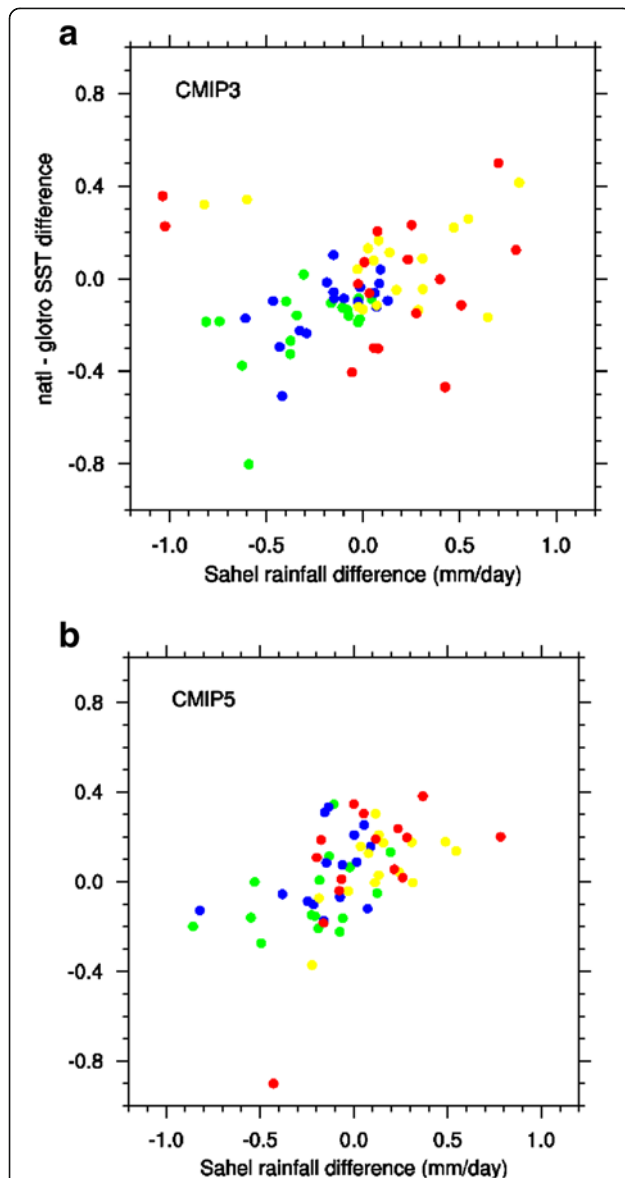 a
CMIP3
0.8
0.4
0.0
-0.4
-0.8
natl - glotro SST difference
-1.0 -0.5 0.0 0.5 1.0
Sahel rainfall difference (mm/day)
b
CMIP5
0.8
0.4
0.0
-0.4
-0.8
-1.0 -0.5 0.0 0.5 1.0
Sahel rainfall difference (mm/day)